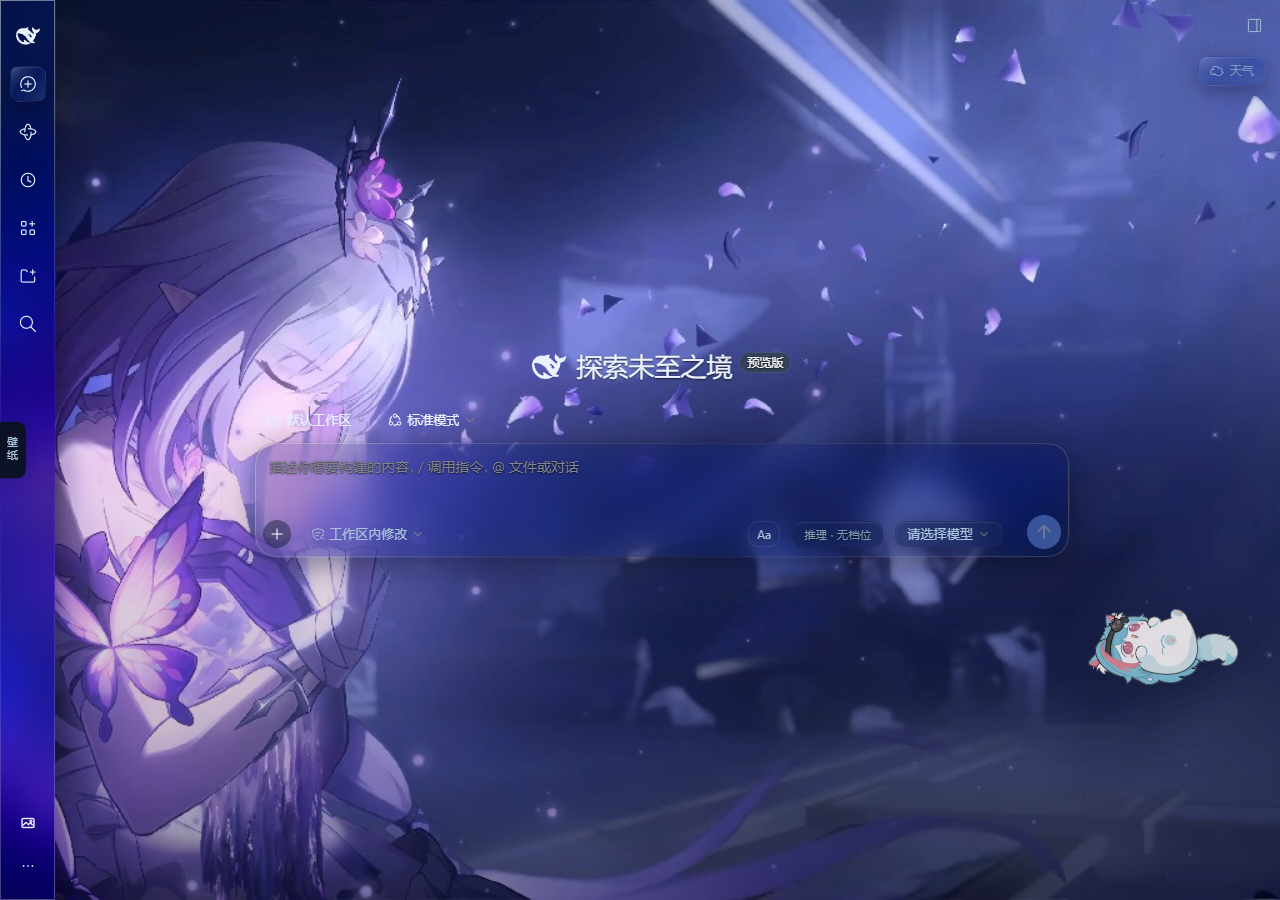 天气
探索未至之境 预览版
默认工作区 标准模式
描述你想要构建的内容, / 调用指令, @ 文件或对话
壁纸
工作区内修改 Aa 推理 · 无档位 请选择模型